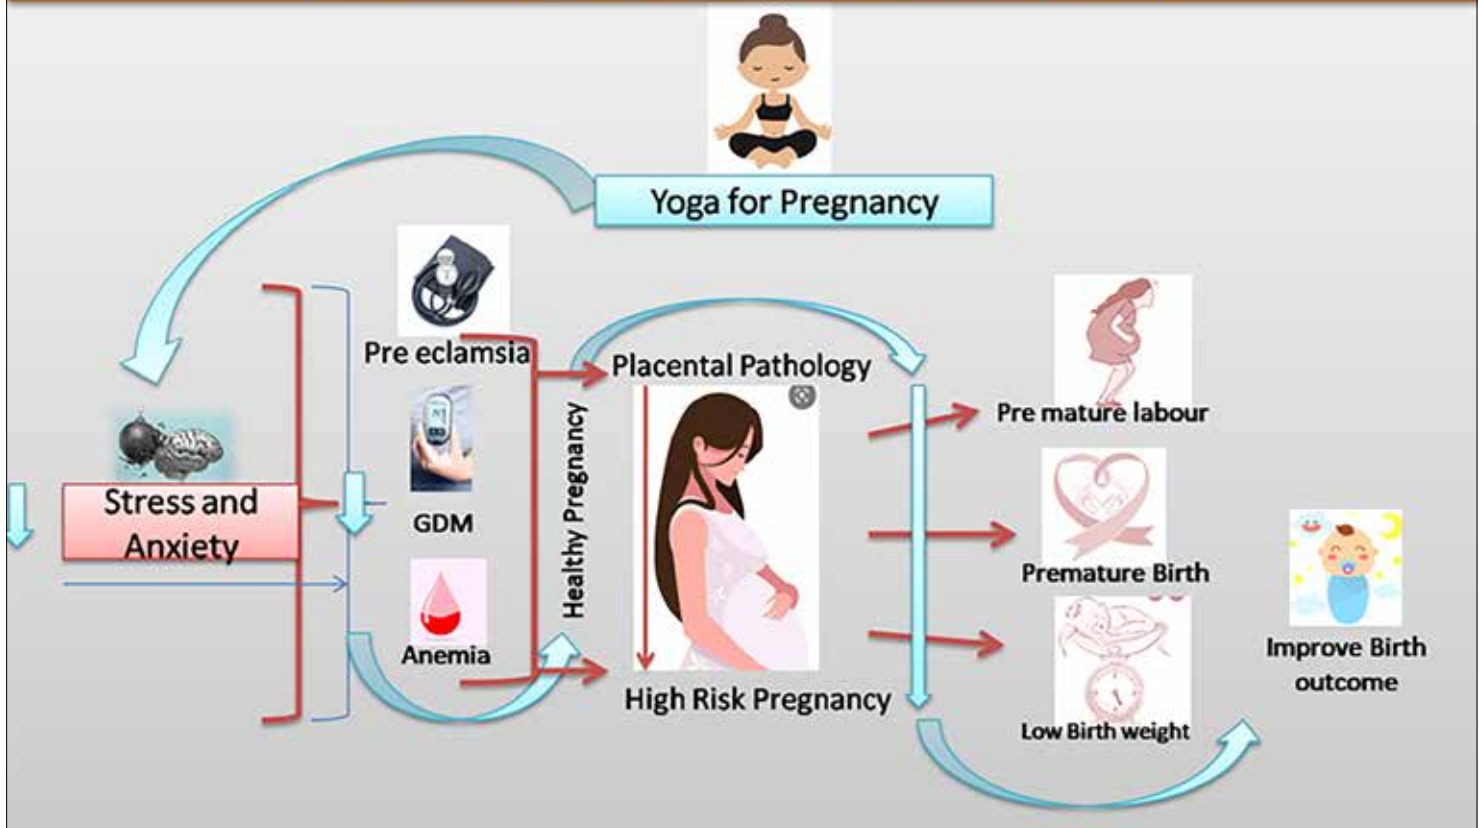 Yoga for Pregnancy
Pre eclamsia
Placental Pathology
Stress and
Anxiety
GDM
Anemia
Healthy Pregnancy
High Risk Pregnancy
Pre mature labour
Premature Birth
Low Birth weight
Improve Birth
outcome